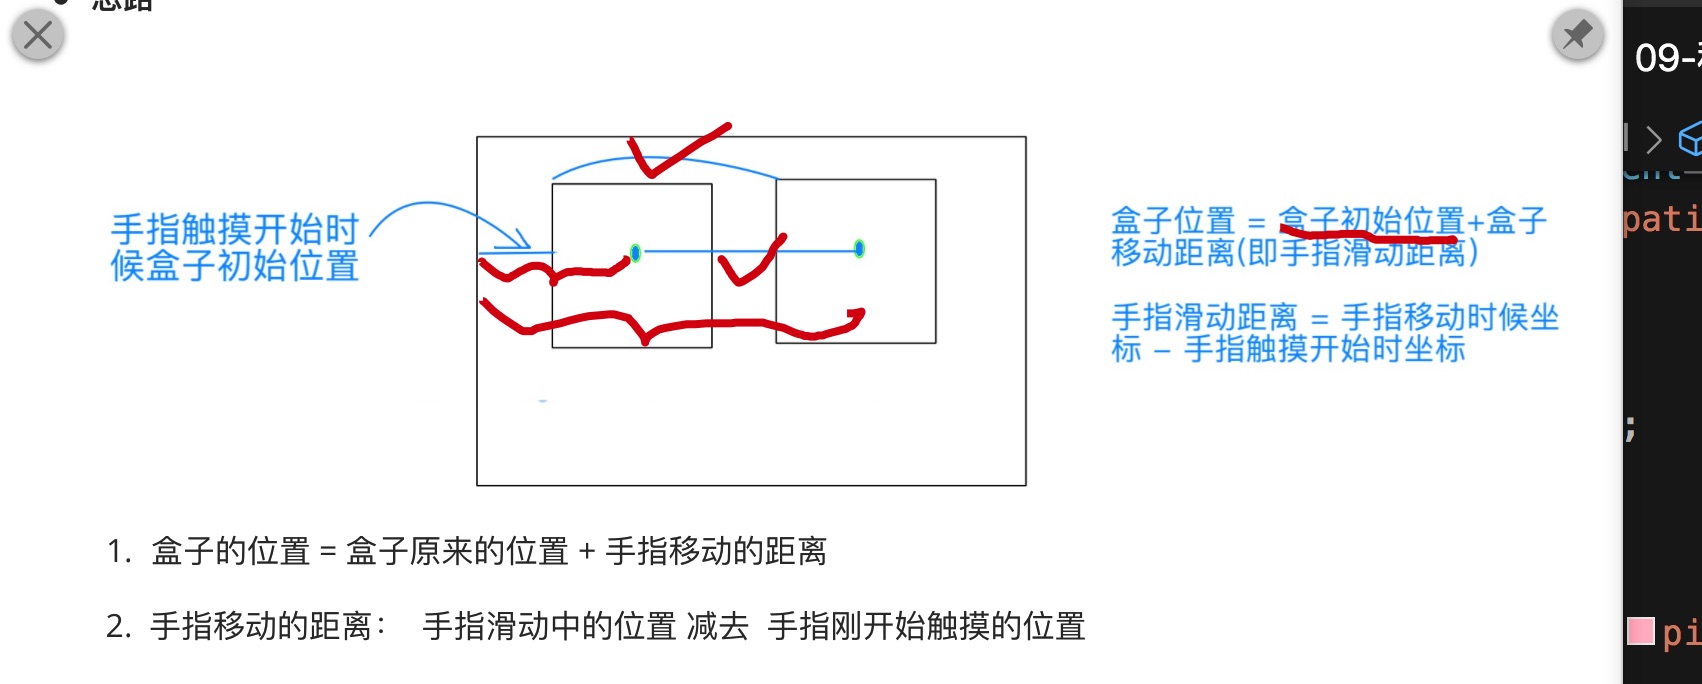 思路
09-
手指触摸开始时
候盒子初始位置
盒子位置 = 盒子初始位置+盒子
移动距离(即手指滑动距离)
手指滑动距离 = 手指移动时候坐
标 - 手指触摸开始时坐标
pati
;
1. 盒子的位置 = 盒子原来的位置 + 手指移动的距离
2. 手指移动的距离： 手指滑动中的位置 减去 手指刚开始触摸的位置
pi